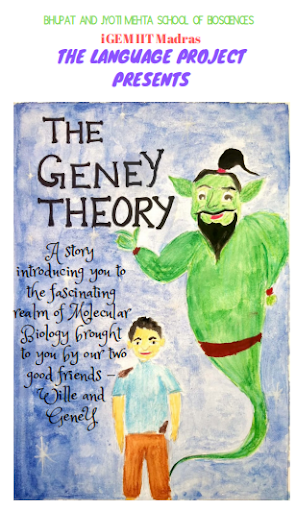 BHUPAT AND JYOTI MEHTA SCHOOL OF BIOSCIENCES
iGEM IIT Madras
THE LANGUAGE PROJECT
PRESENTS
THE
GENEY
THEORY
A story
introducing you to
the fascinating
realm of Molecular
Biology brought
to you by our two
good friends –
Wille and
GeneY.